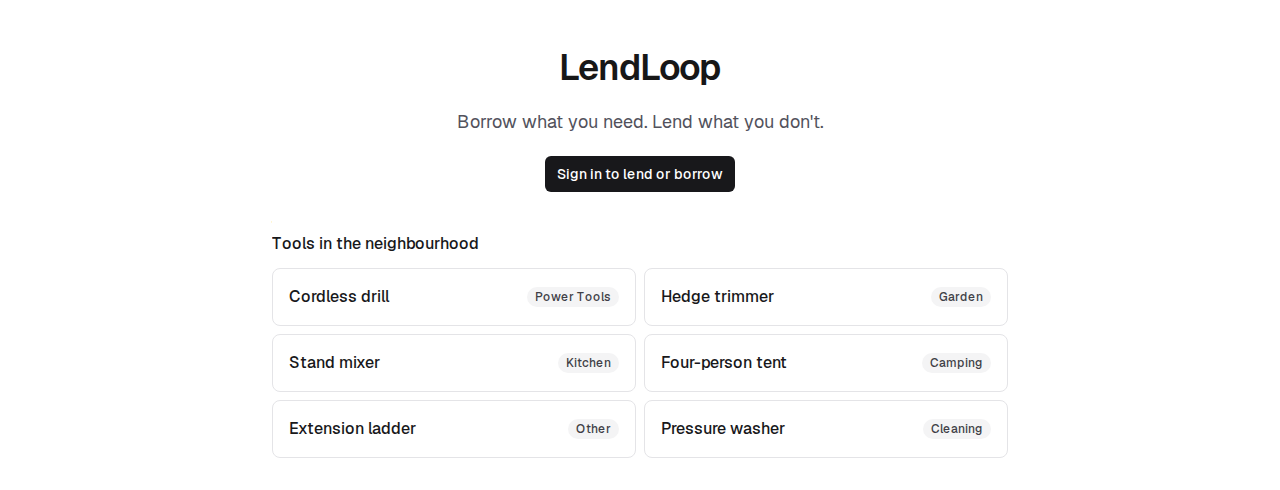 LendLoop
Borrow what you need. Lend what you don't.
Sign in to lend or borrow
Tools in the neighbourhood
Cordless drill Power Tools
Hedge trimmer Garden
Stand mixer Kitchen
Four-person tent Camping
Extension ladder Other
Pressure washer Cleaning